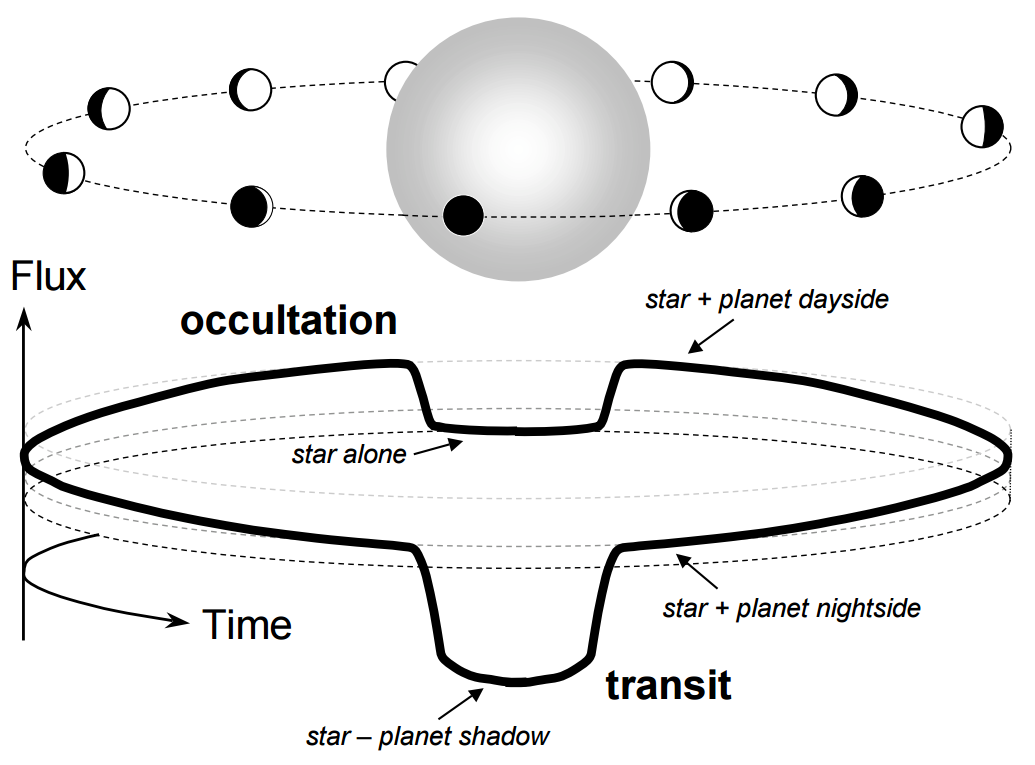 Flux
occultation
star + planet dayside
star alone
star + planet nightside
Time
transit
star – planet shadow